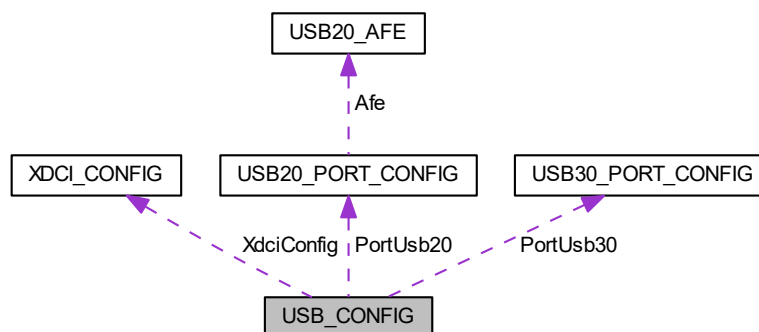 USB20_AFE
Afe
XDCI_CONFIG
USB20_PORT_CONFIG
USB30_PORT_CONFIG
XdciConfig
PortUsb20
PortUsb30
USB_CONFIG